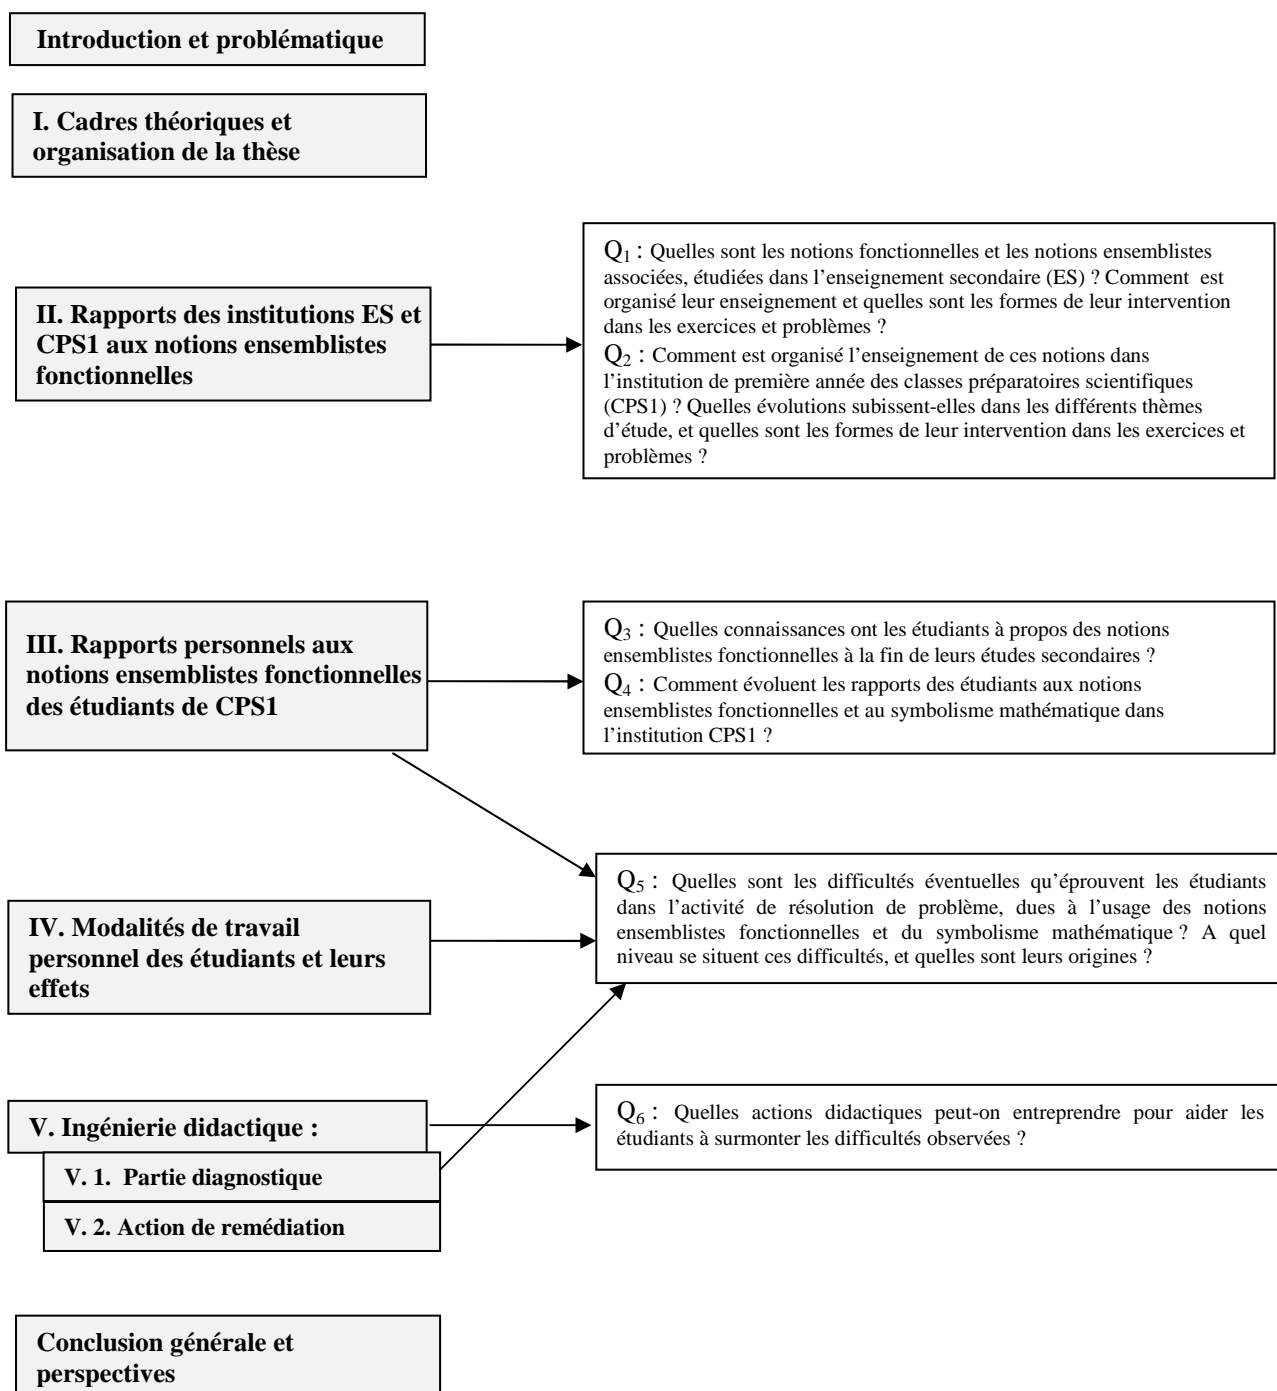 Introduction et problématique
I. Cadres théoriques et
organisation de la thèse
II. Rapports des institutions ES et
CPS1 aux notions ensemblistes
fonctionnelles
Q1 : Quelles sont les notions fonctionnelles et les notions ensemblistes
associées, étudiées dans l’enseignement secondaire (ES) ? Comment est
organisé leur enseignement et quelles sont les formes de leur intervention
dans les exercices et problèmes ?
Q2 : Comment est organisé l’enseignement de ces notions dans
l’institution de première année des classes préparatoires scientifiques
(CPS1) ? Quelles évolutions subissent-elles dans les différents thèmes
d’étude, et quelles sont les formes de leur intervention dans les exercices et
problèmes ?
III. Rapports personnels aux
notions ensemblistes fonctionnelles
des étudiants de CPS1
Q3 : Quelles connaissances ont les étudiants à propos des notions
ensemblistes fonctionnelles à la fin de leurs études secondaires ?
Q4 : Comment évoluent les rapports des étudiants aux notions
ensemblistes fonctionnelles et au symbolisme mathématique dans
l’institution CPS1 ?
IV. Modalités de travail
personnel des étudiants et leurs
effets
Q5 : Quelles sont les difficultés éventuelles qu’éprouvent les étudiants
dans l’activité de résolution de problème, dues à l’usage des notions
ensemblistes fonctionnelles et du symbolisme mathématique ? A quel
niveau se situent ces difficultés, et quelles sont leurs origines ?
V. Ingénierie didactique :
V. 1. Partie diagnostique
V. 2. Action de remédiation
Q6 : Quelles actions didactiques peut-on entreprendre pour aider les
étudiants à surmonter les difficultés observées ?
Conclusion générale et
perspectives